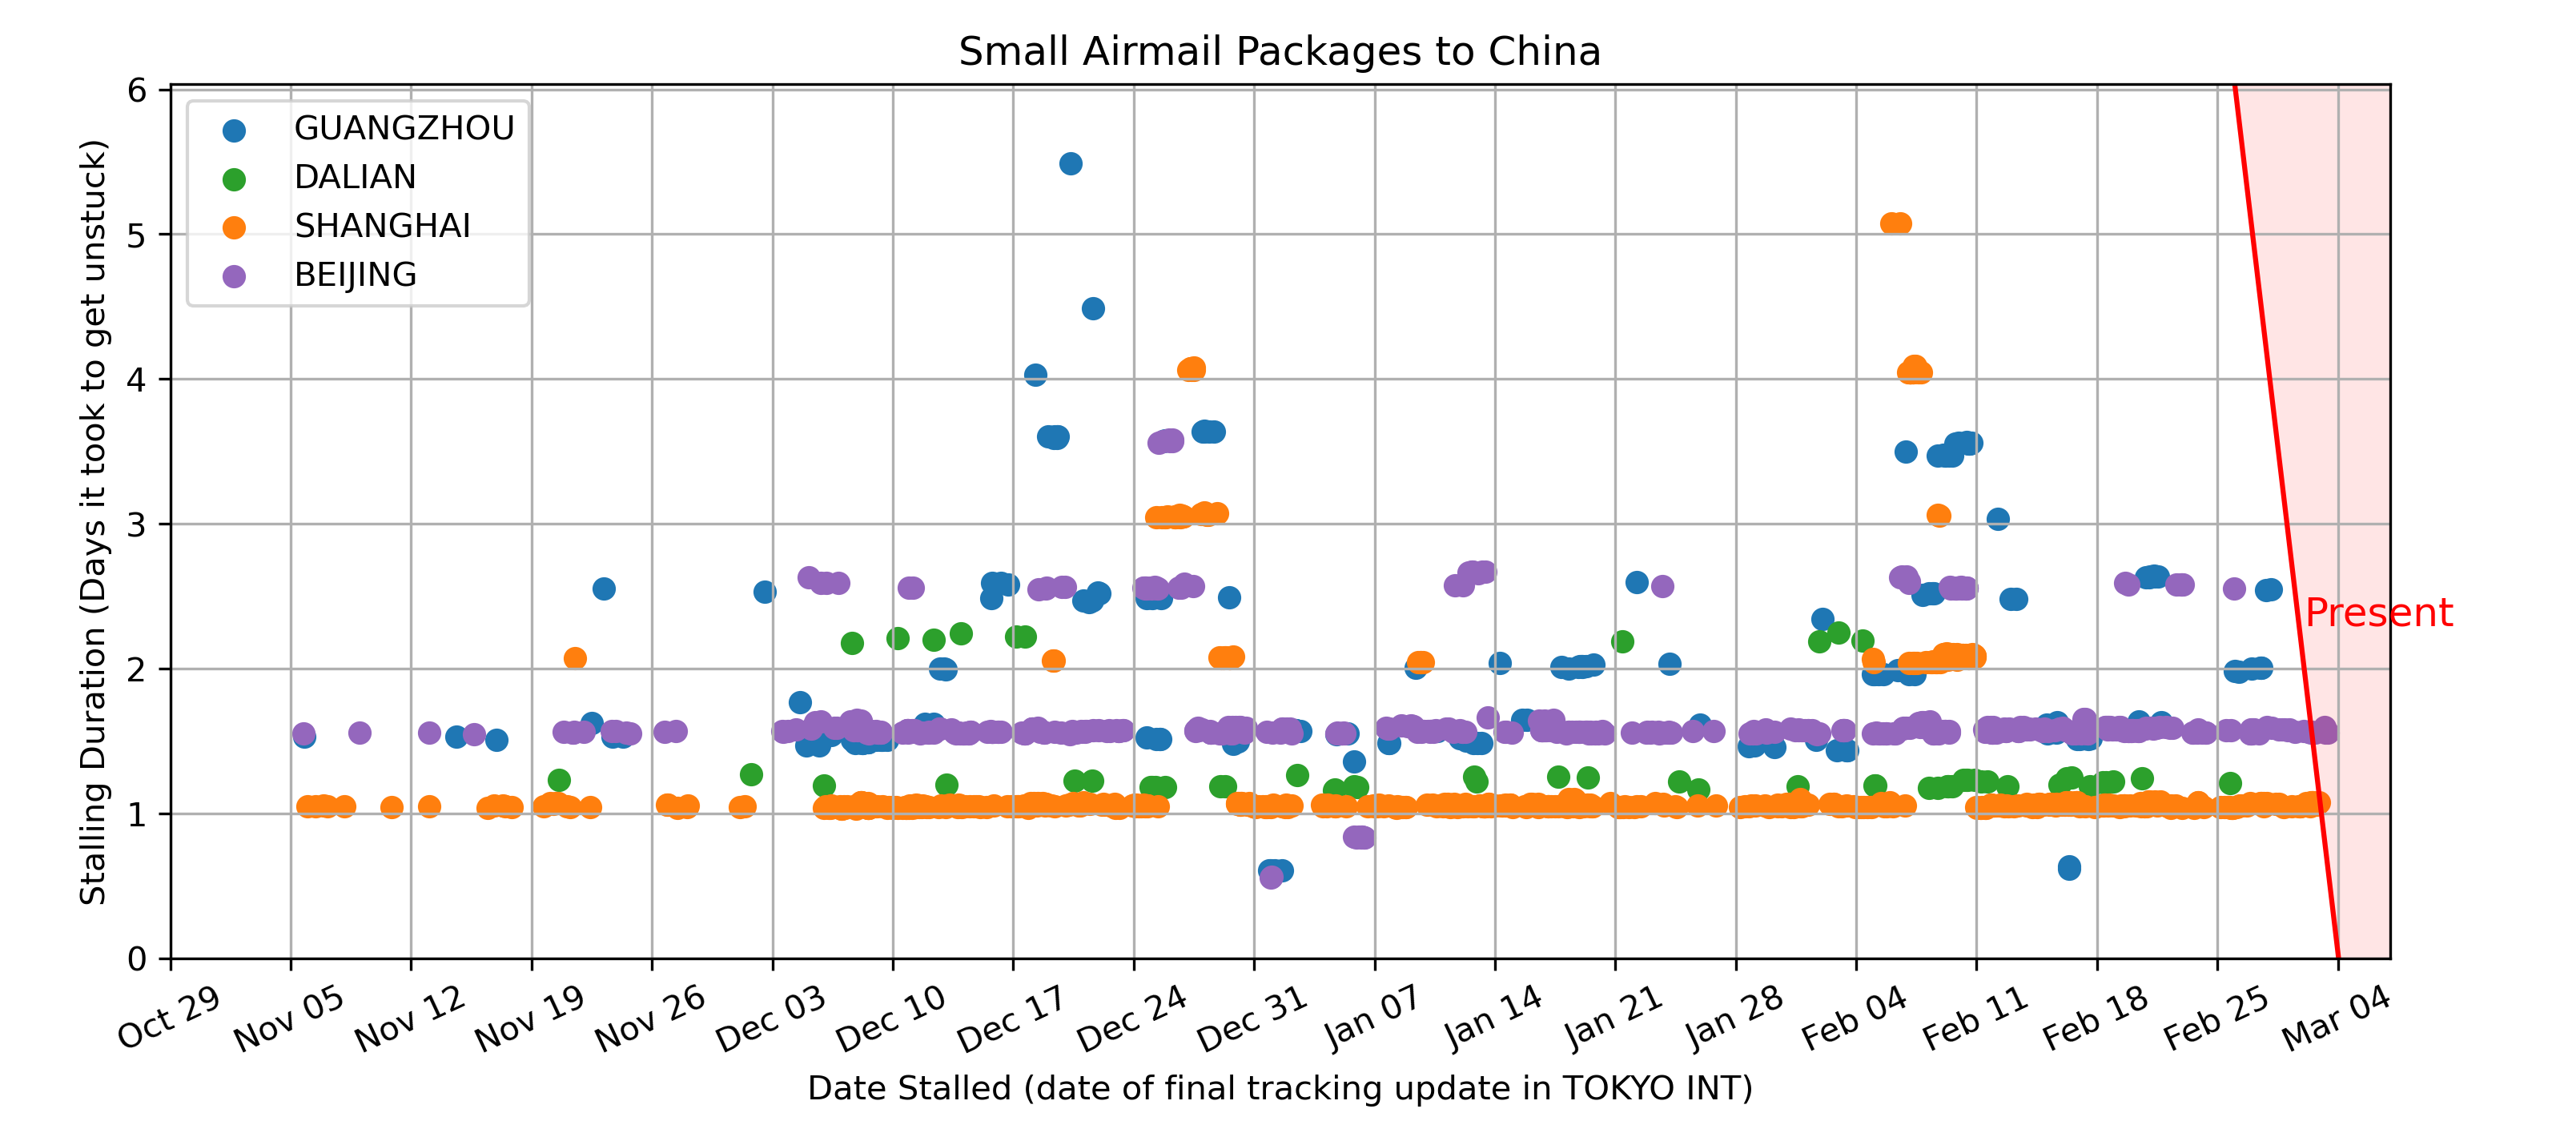 Small Airmail Packages to China
Stalling Duration (Days it took to get unstuck)
6
5
4
3
2
1
0
GUANGZHOU
DALIAN
SHANGHAI
BEIJING
Present
Oct 29
Nov 05
Nov 12
Nov 19
Nov 26
Dec 03
Dec 10
Dec 17
Dec 24
Dec 31
Jan 07
Jan 14
Jan 21
Jan 28
Feb 04
Feb 11
Feb 18
Feb 25
Mar 04
Date Stalled (date of final tracking update in TOKYO INT)